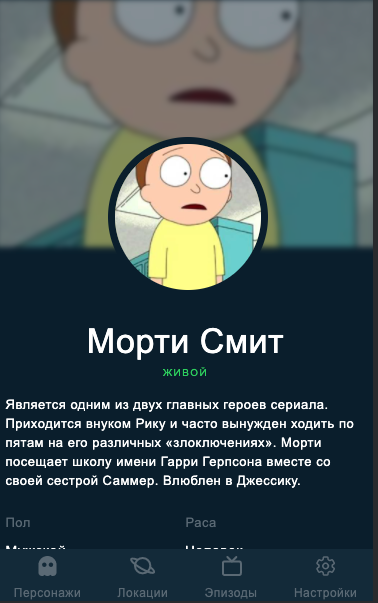 Морти Смит
ЖИВОЙ
Является одним из двух главных героев сериала.
Приходится внуком Рику и часто вынужден ходить по
пятам на его различных «злоключениях». Морти
посещает школу имени Гарри Герпсона вместе со
своей сестрой Саммер. Влюблен в Джессику.
Пол Раса
Персонажи Локации Эпизоды Настройки